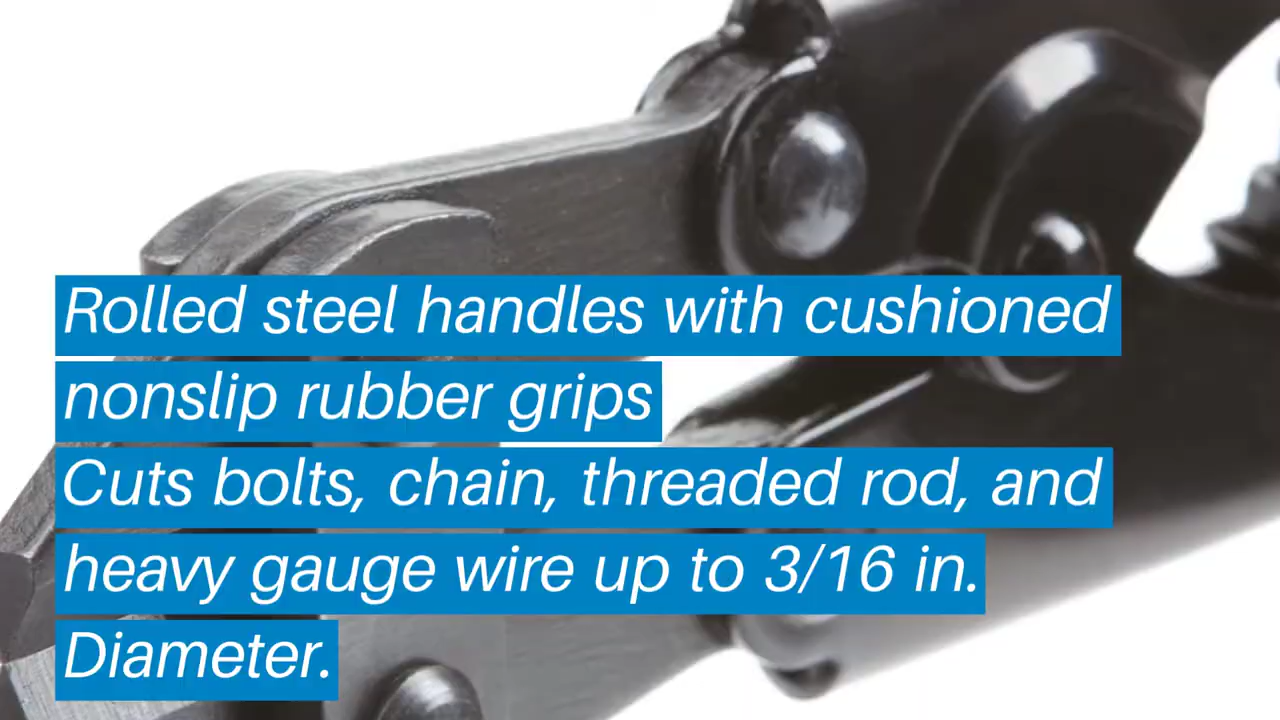 Rolled steel handles with cushioned
nonslip rubber grips
Cuts bolts, chain, threaded rod, and
heavy gauge wire up to 3/16 in.
Diameter.